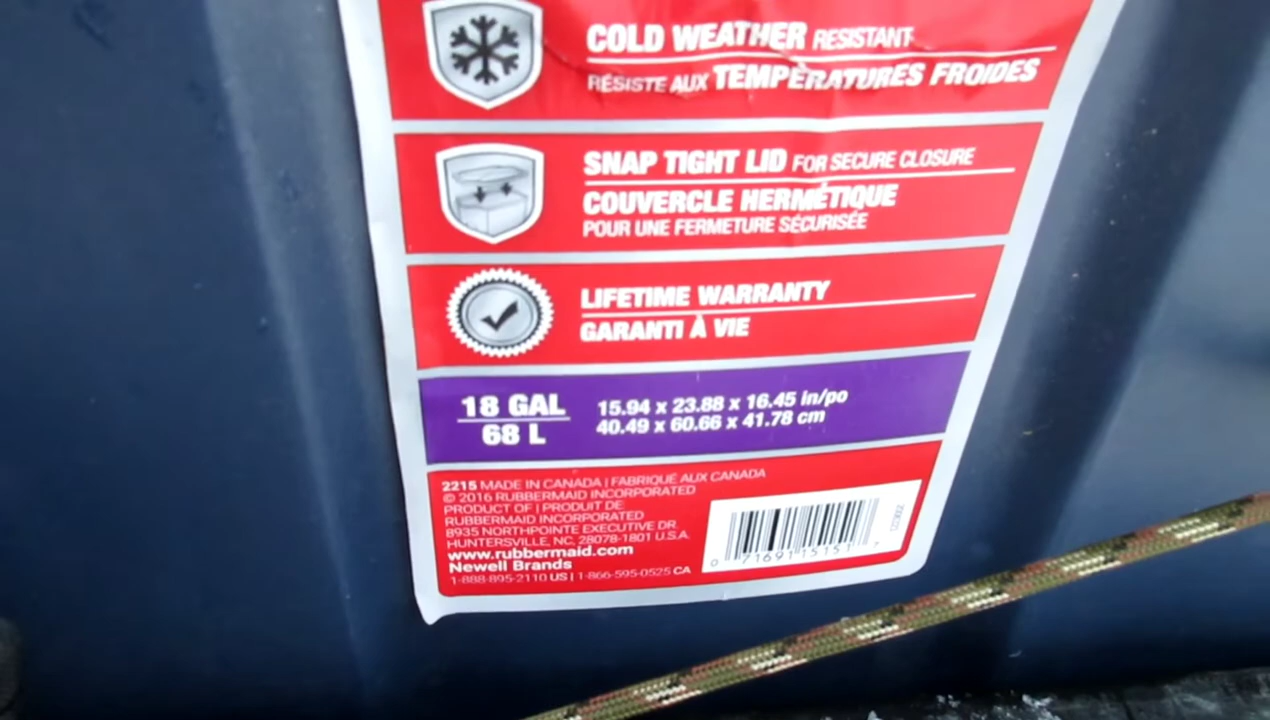 COLD WEATHER RESISTANT
RÉSISTE AUX TEMPÉRATURES FROIDES
SNAP TIGHT LID FOR SECURE CLOSURE
COUVERCLE HERMÉTIQUE
POUR UNE FERMETURE SÉCURISÉE
LIFETIME WARRANTY
GARANTI À VIE
18 GAL
68 L
15.94 x 23.88 x 16.45 in/po
40.49 x 60.66 x 41.78 cm
2215 MADE IN CANADA | FABRIQUÉ AUX CANADA
© 2016 RUBBERMAID INCORPORATED
PRODUCT OF | PRODUIT DE
RUBBERMAID INCORPORATED
8935 NORTHPOINTE EXECUTIVE DR.
HUNTERSVILLE, NC. 28078-1801 U.S.A.
www.rubbermaid.com
Newell Brands
1-888-895-2110 US | 1-866-595-0525 CA
0 71691 15151 7